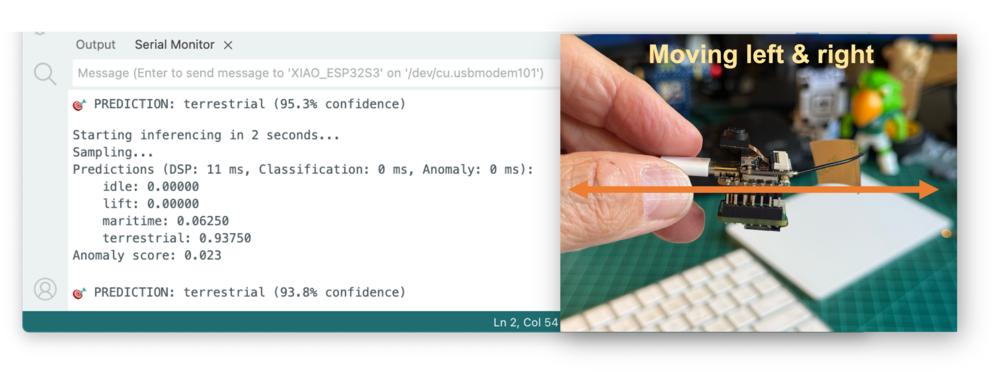 Output Serial Monitor
Message (Enter to send message to 'XIAO_ESP32S3' on '/dev/cu.usbmodem101')
🎯 PREDICTION: terrestrial (95.3% confidence)
Starting inferencing in 2 seconds...
Sampling...
Predictions (DSP: 11 ms, Classification: 0 ms, Anomaly: 0 ms):
idle: 0.00000
lift: 0.00000
maritime: 0.06250
terrestrial: 0.93750
Anomaly score: 0.023
🎯 PREDICTION: terrestrial (93.8% confidence)
Ln 2, Col 54
Moving left & right